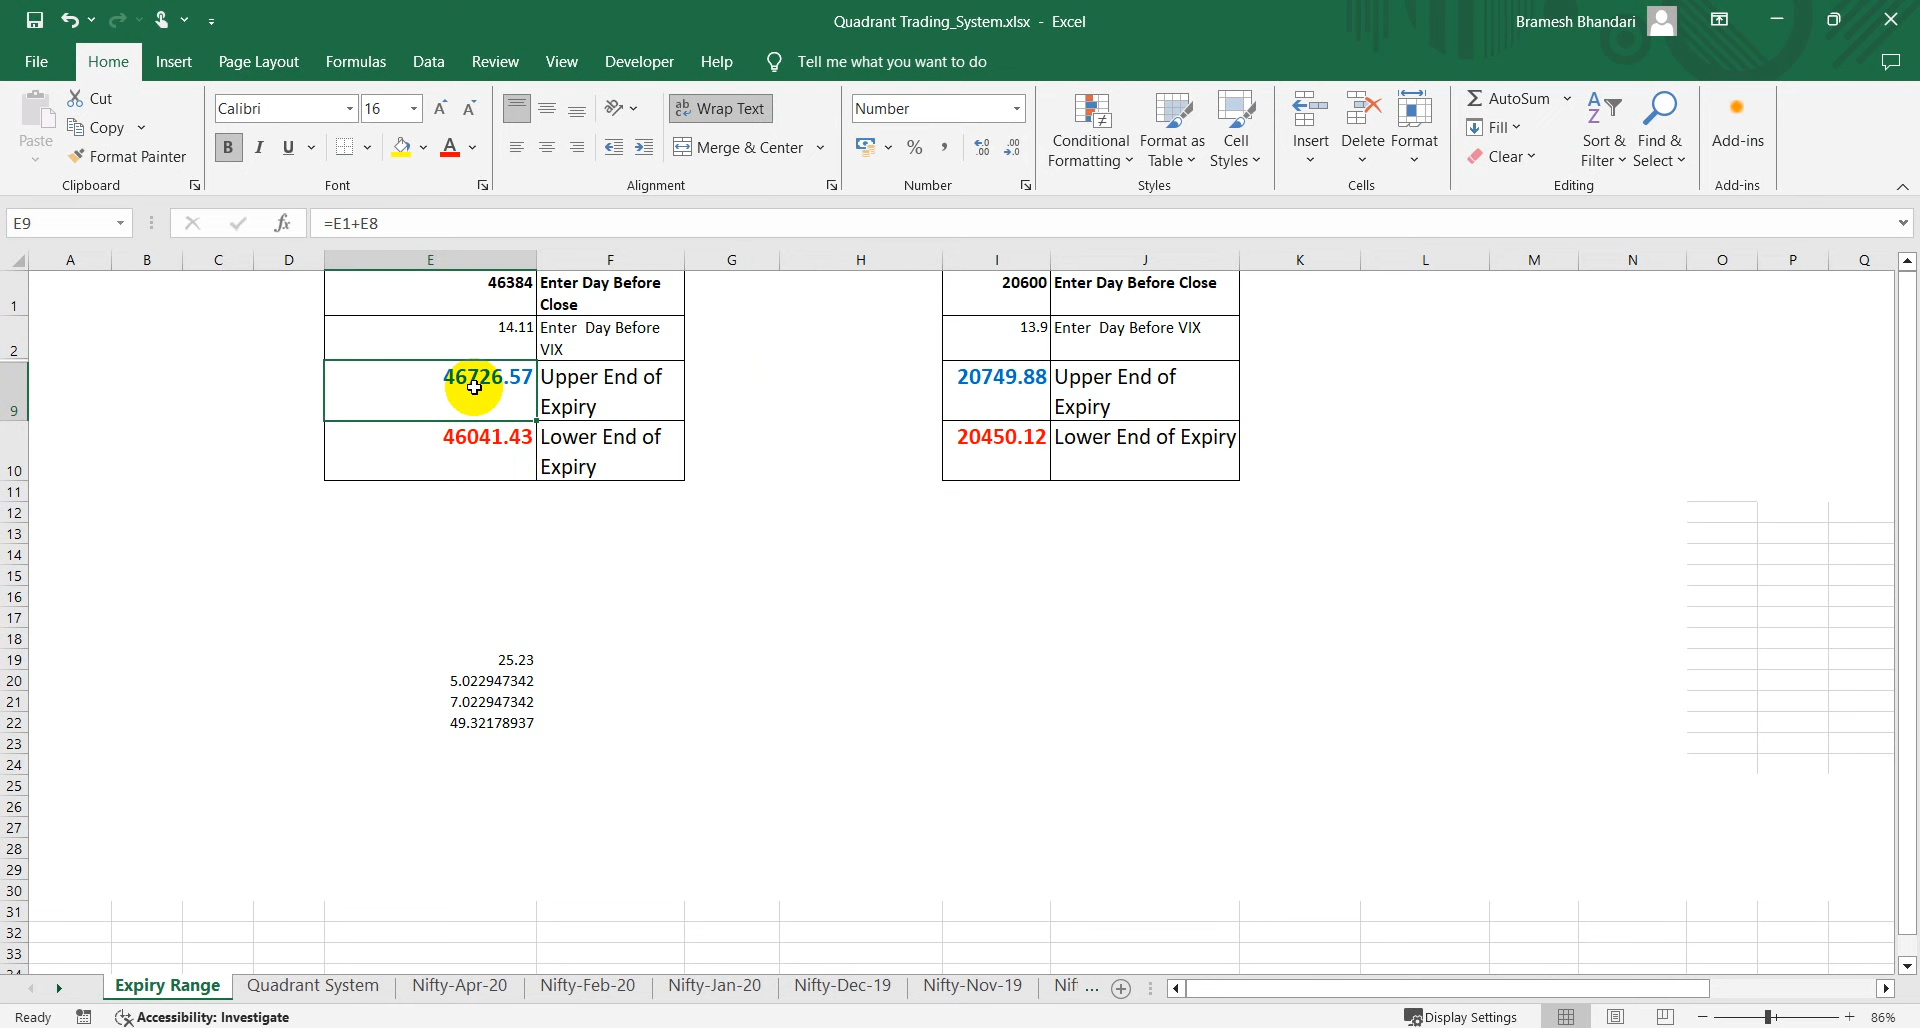 Quadrant Trading_System.xlsx - Excel
Bramesh Bhandari
File Home Insert Page Layout Formulas Data Review View Developer Help Tell me what you want to do
Paste
Cut
Copy
Format Painter
Clipboard
Calibri 16
B I U
Font
Wrap Text
Merge & Center
Alignment
Number
Number
Conditional Formatting
Format as Table
Cell Styles
Styles
Insert Delete Format
Cells
AutoSum
Fill
Clear
Sort & Filter
Find & Select
Editing
Add-ins
Add-ins
E9 fx =E1+E8
A B C D E F G H I J K L M N O P Q
1 46384 Enter Day Before Close 20600 Enter Day Before Close
2 14.11 Enter Day Before VIX 13.9 Enter Day Before VIX
9 46726.57 Upper End of Expiry 20749.88 Upper End of Expiry
10 46041.43 Lower End of Expiry 20450.12 Lower End of Expiry
11
12
13
14
15
16
17
18
19 25.23
20 5.022947342
21 7.022947342
22 49.32178937
23
24
25
26
27
28
29
30
31
32
33
Expiry Range Quadrant System Nifty-Apr-20 Nifty-Feb-20 Nifty-Jan-20 Nifty-Dec-19 Nifty-Nov-19 Nif ...
Ready Accessibility: Investigate Display Settings 86%